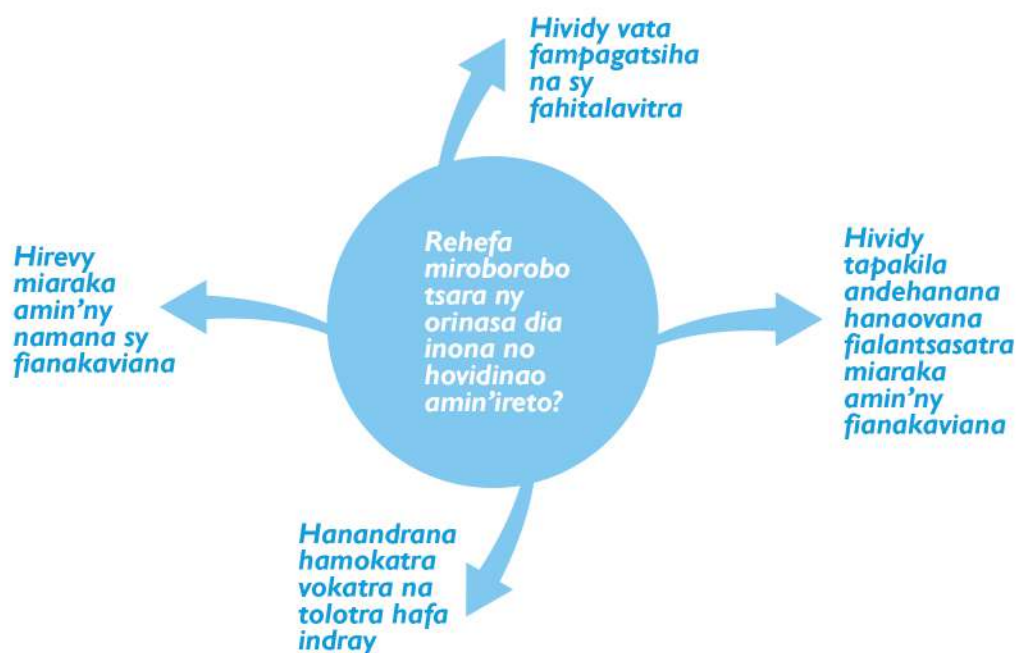 Hividy vata
fampagatsiha
na sy
fahitalavitra
Rehefa
miroborobo
tsara ny
orinasa dia
inona no
hovidinao
amin'ireto?
Hirevy
miaraka
amin'ny
namana sy
fianakaviana
Hividy
tapakila
andehanana
hanaovana
fialantsasatra
miaraka
amin'ny
fianakaviana
Hanandrana
hamokatra
vokatra na
tolotra hafa
indray